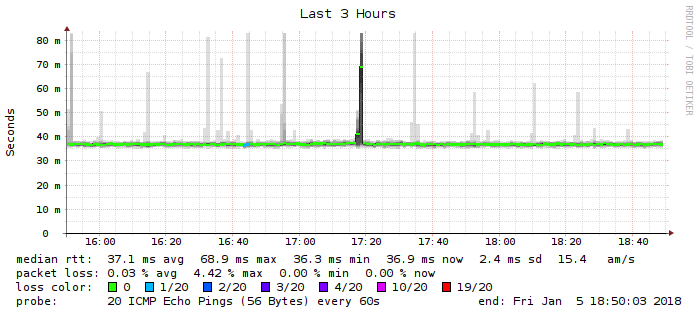 Last 3 Hours
RRDTOOL / TOBI OETIKER
Seconds
80 m
70 m
60 m
50 m
40 m
30 m
20 m
10 m
0
16:00 16:20 16:40 17:00 17:20 17:40 18:00 18:20 18:40
median rtt: 37.1 ms avg 68.9 ms max 36.3 ms min 36.9 ms now 2.4 ms sd 15.4 am/s
packet loss: 0.03 % avg 4.42 % max 0.00 % min 0.00 % now
loss color: 0 1/20 2/20 3/20 4/20 10/20 19/20
probe: 20 ICMP Echo Pings (56 Bytes) every 60s end: Fri Jan 5 18:50:03 2018